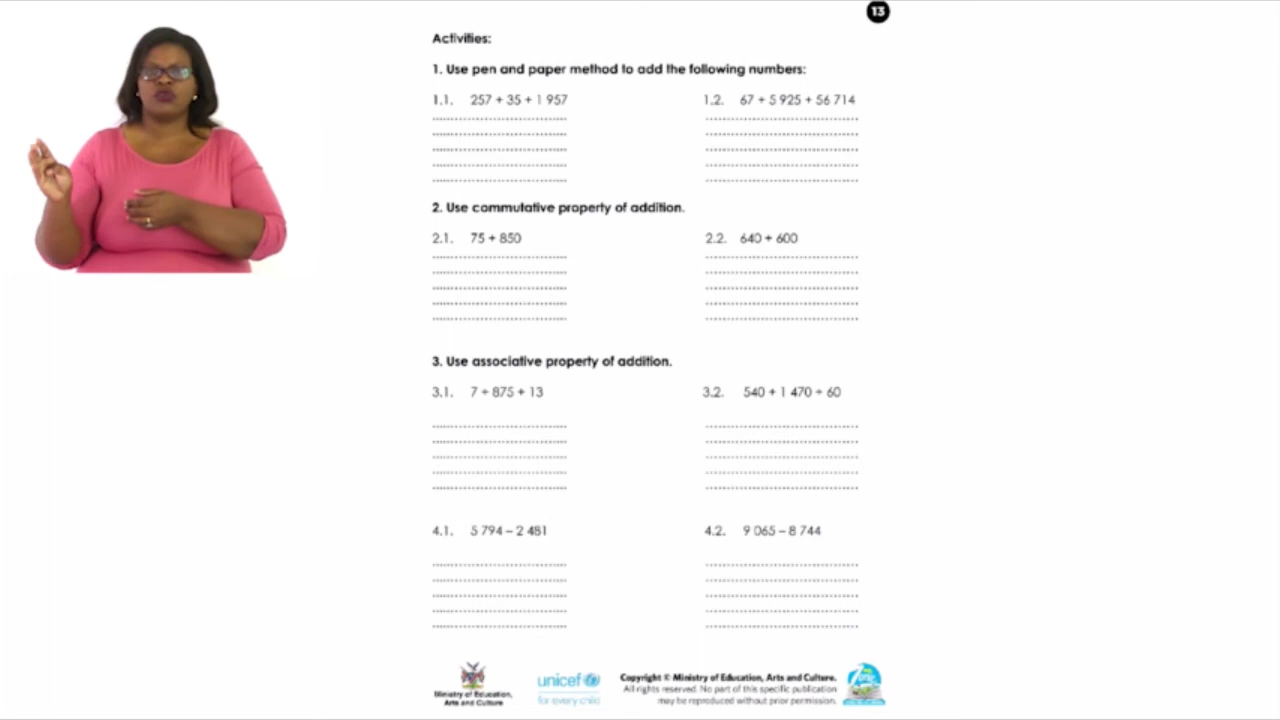 13
Activities:
1. Use pen and paper method to add the following numbers:
1.1. 257 + 35 + 1 957
1.2. 67 + 5 925 + 56 714
2. Use commutative property of addition.
2.1. 75 + 850
2.2. 640 + 600
3. Use associative property of addition.
3.1. 7 + 875 + 13
3.2. 540 + 1 470 + 60
4.1. 5 794 – 2 481
4.2. 9 065 – 8 744
Ministry of Education,
Arts and Culture
unicef
for every child
Copyright © Ministry of Education, Arts and Culture.
All rights reserved. No part of this specific publication
may be reproduced without prior permission.